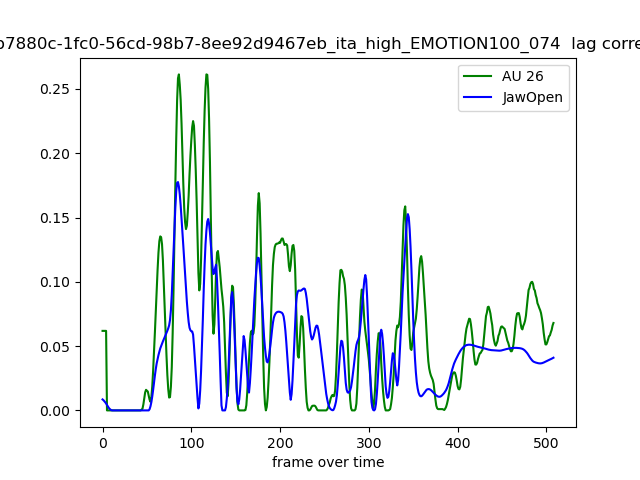 b7880c-1fc0-56cd-98b7-8ee92d9467eb_ita_high_EMOTION100_074 lag corre
AU 26
JawOpen
0.25
0.20
0.15
0.10
0.05
0.00
0 100 200 300 400 500
frame over time